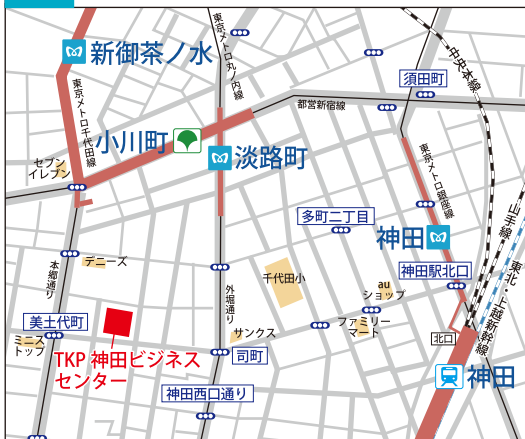 新御茶ノ水
東京メトロ丸ノ内線
中央本線
須田町
都営新宿線
東京メトロ千代田線
小川町
淡路町
セブン
イレブン
東京メトロ銀座線
多町二丁目
神田
山手線
東北・上越新幹線
神田駅北口
デニーズ
本郷通り
外堀通り
千代田小
au
ショップ
美土代町
ファミリー
マート
サンクス
北口
ミニ
ストップ
司町
TKP 神田ビジネス
センター
神田
神田西口通り